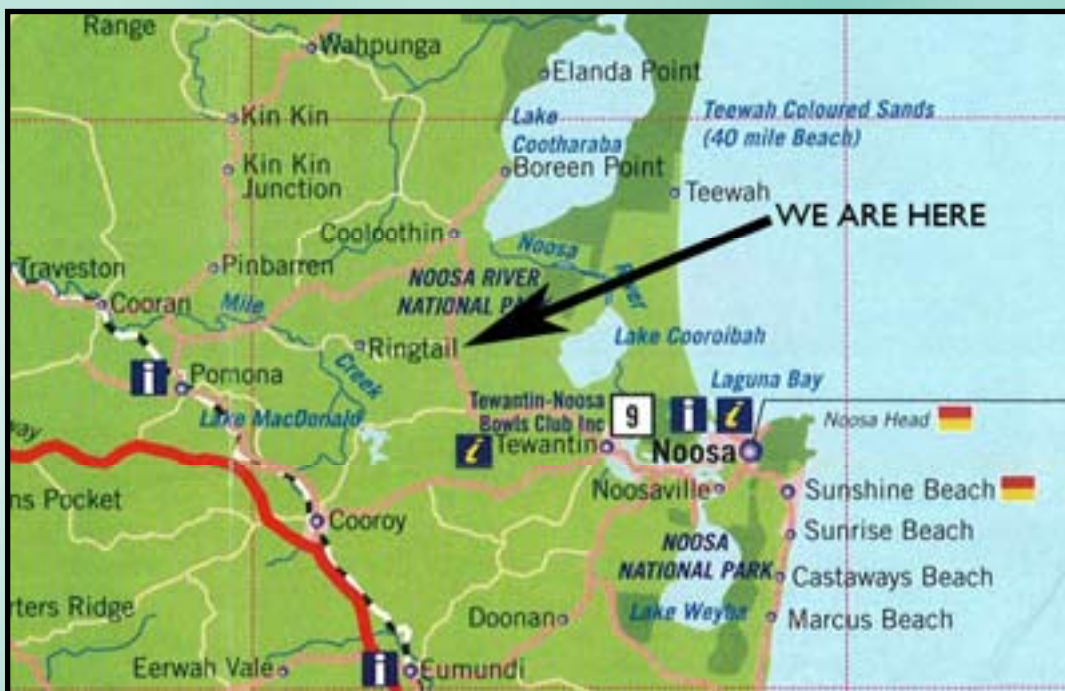 Range
Wahpunga
Elanda Point
Kin Kin
Lake
Cootharaba
Teewah Coloured Sands
(40 mile Beach)
Kin Kin
Junction
Boreen Point
Teewah
WE ARE HERE
Cooloothin
Noosa
River
Traveston
Pinbarren
NOOSA RIVER
NATIONAL PARK
Cooran
Mile
Lake Cooroibah
Ringtail
Creek
i
Pomona
Laguna Bay
Lake MacDonald
Tewantin-Noosa
Bowls Club Inc
9
i
i
Noosa Head
way
i
Tewantin
Noosa
ns Pocket
Noosaville
Sunshine Beach
Cooroy
Sunrise Beach
NOOSA
NATIONAL PARK
Castaways Beach
rters Ridge
Doonan
Lake Weyba
Marcus Beach
Eerwah Vale
i
Eumundi